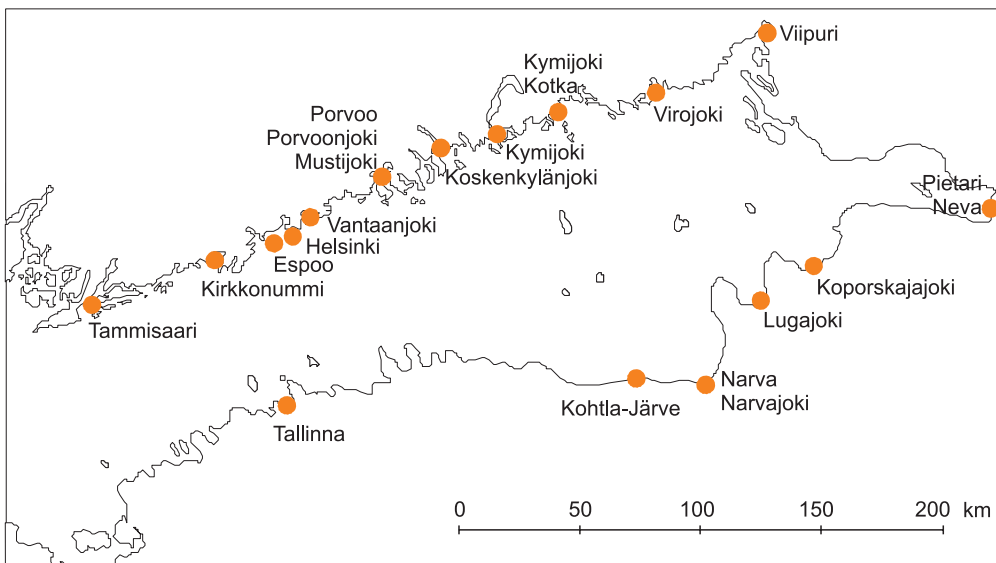 Viipuri
Kymijoki
Kotka
Virojoki
Porvoo
Porvoonjoki
Mustijoki
Kymijoki
Koskenkylänjoki
Pietari
Neva
Vantaanjoki
Helsinki
Espoo
Kirkkonummi
Koporskajajoki
Lugajoki
Tammisaari
Narva
Narvajoki
Kohtla-Järve
Tallinna
0 50 100 150 200 km